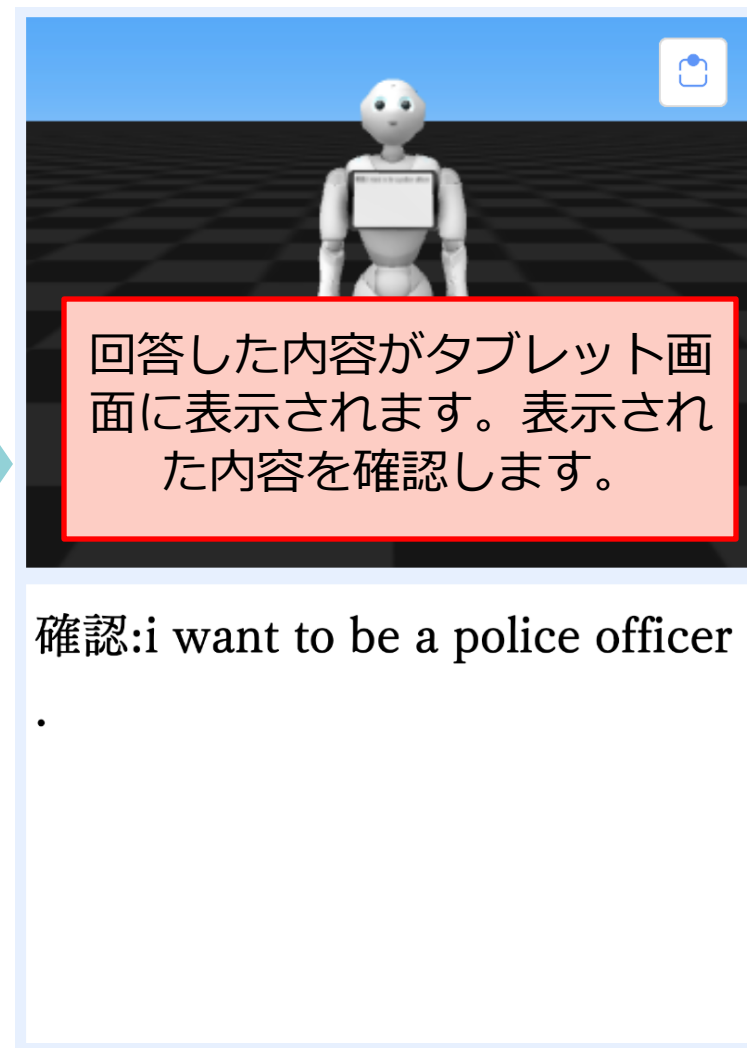 回答した内容がタブレット画
面に表示されます。表示され
た内容を確認します。
確認:i want to be a police officer
.